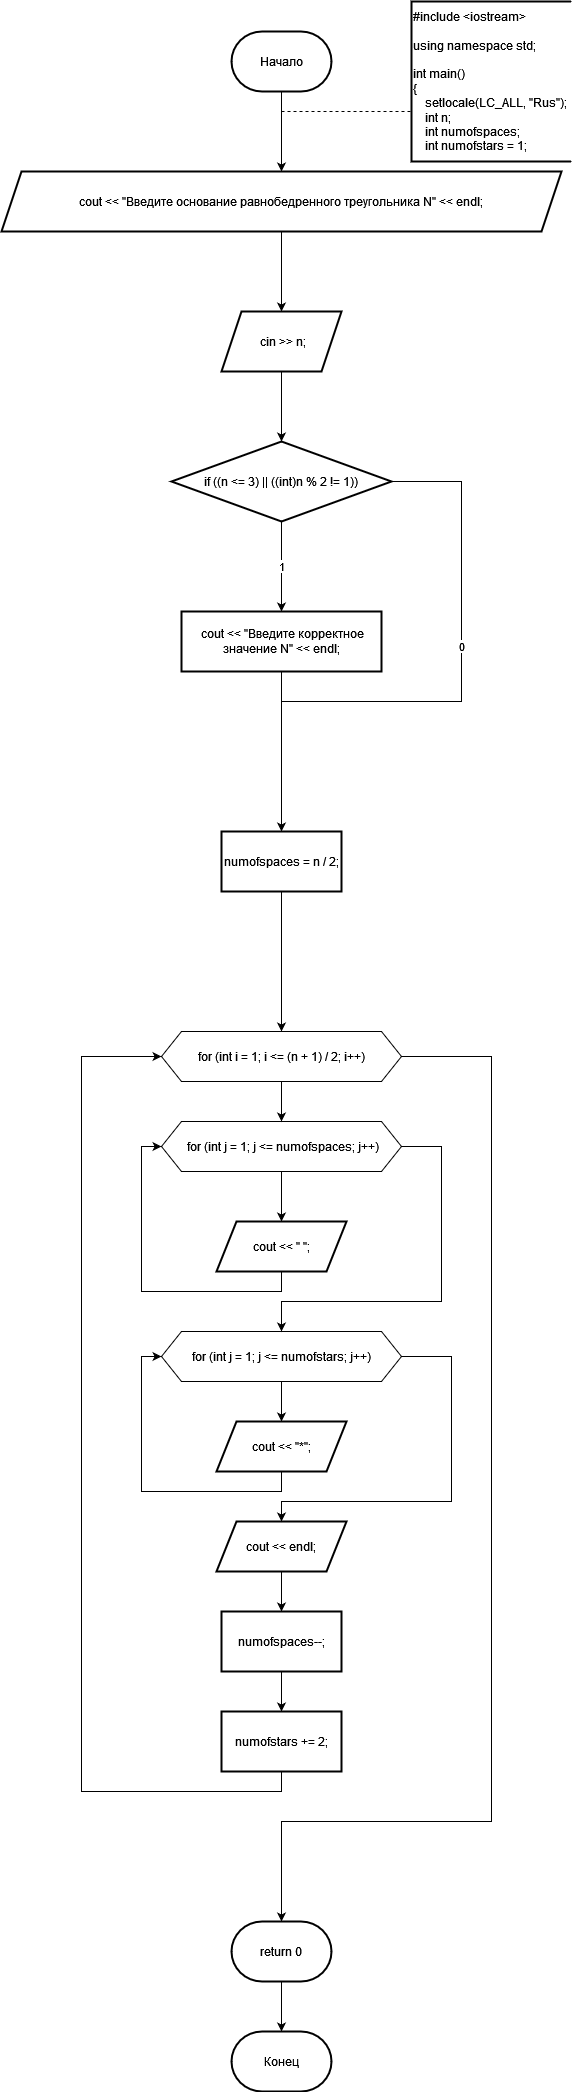 #include <iostream>
using namespace std;
int main()
{
setlocale(LC_ALL, "Rus");
int n;
int numofspaces;
int numofstars = 1;
Начало
cout << "Введите основание равнобедренного треугольника N" << endl;
cin >> n;
if ((n <= 3) || ((int)n % 2 != 1))
1
cout << "Введите корректное
значение N" << endl;
0
numofspaces = n / 2;
for (int i = 1; i <= (n + 1) / 2; i++)
for (int j = 1; j <= numofspaces; j++)
cout << " ";
for (int j = 1; j <= numofstars; j++)
cout << "*";
cout << endl;
numofspaces--;
numofstars += 2;
return 0
Конец